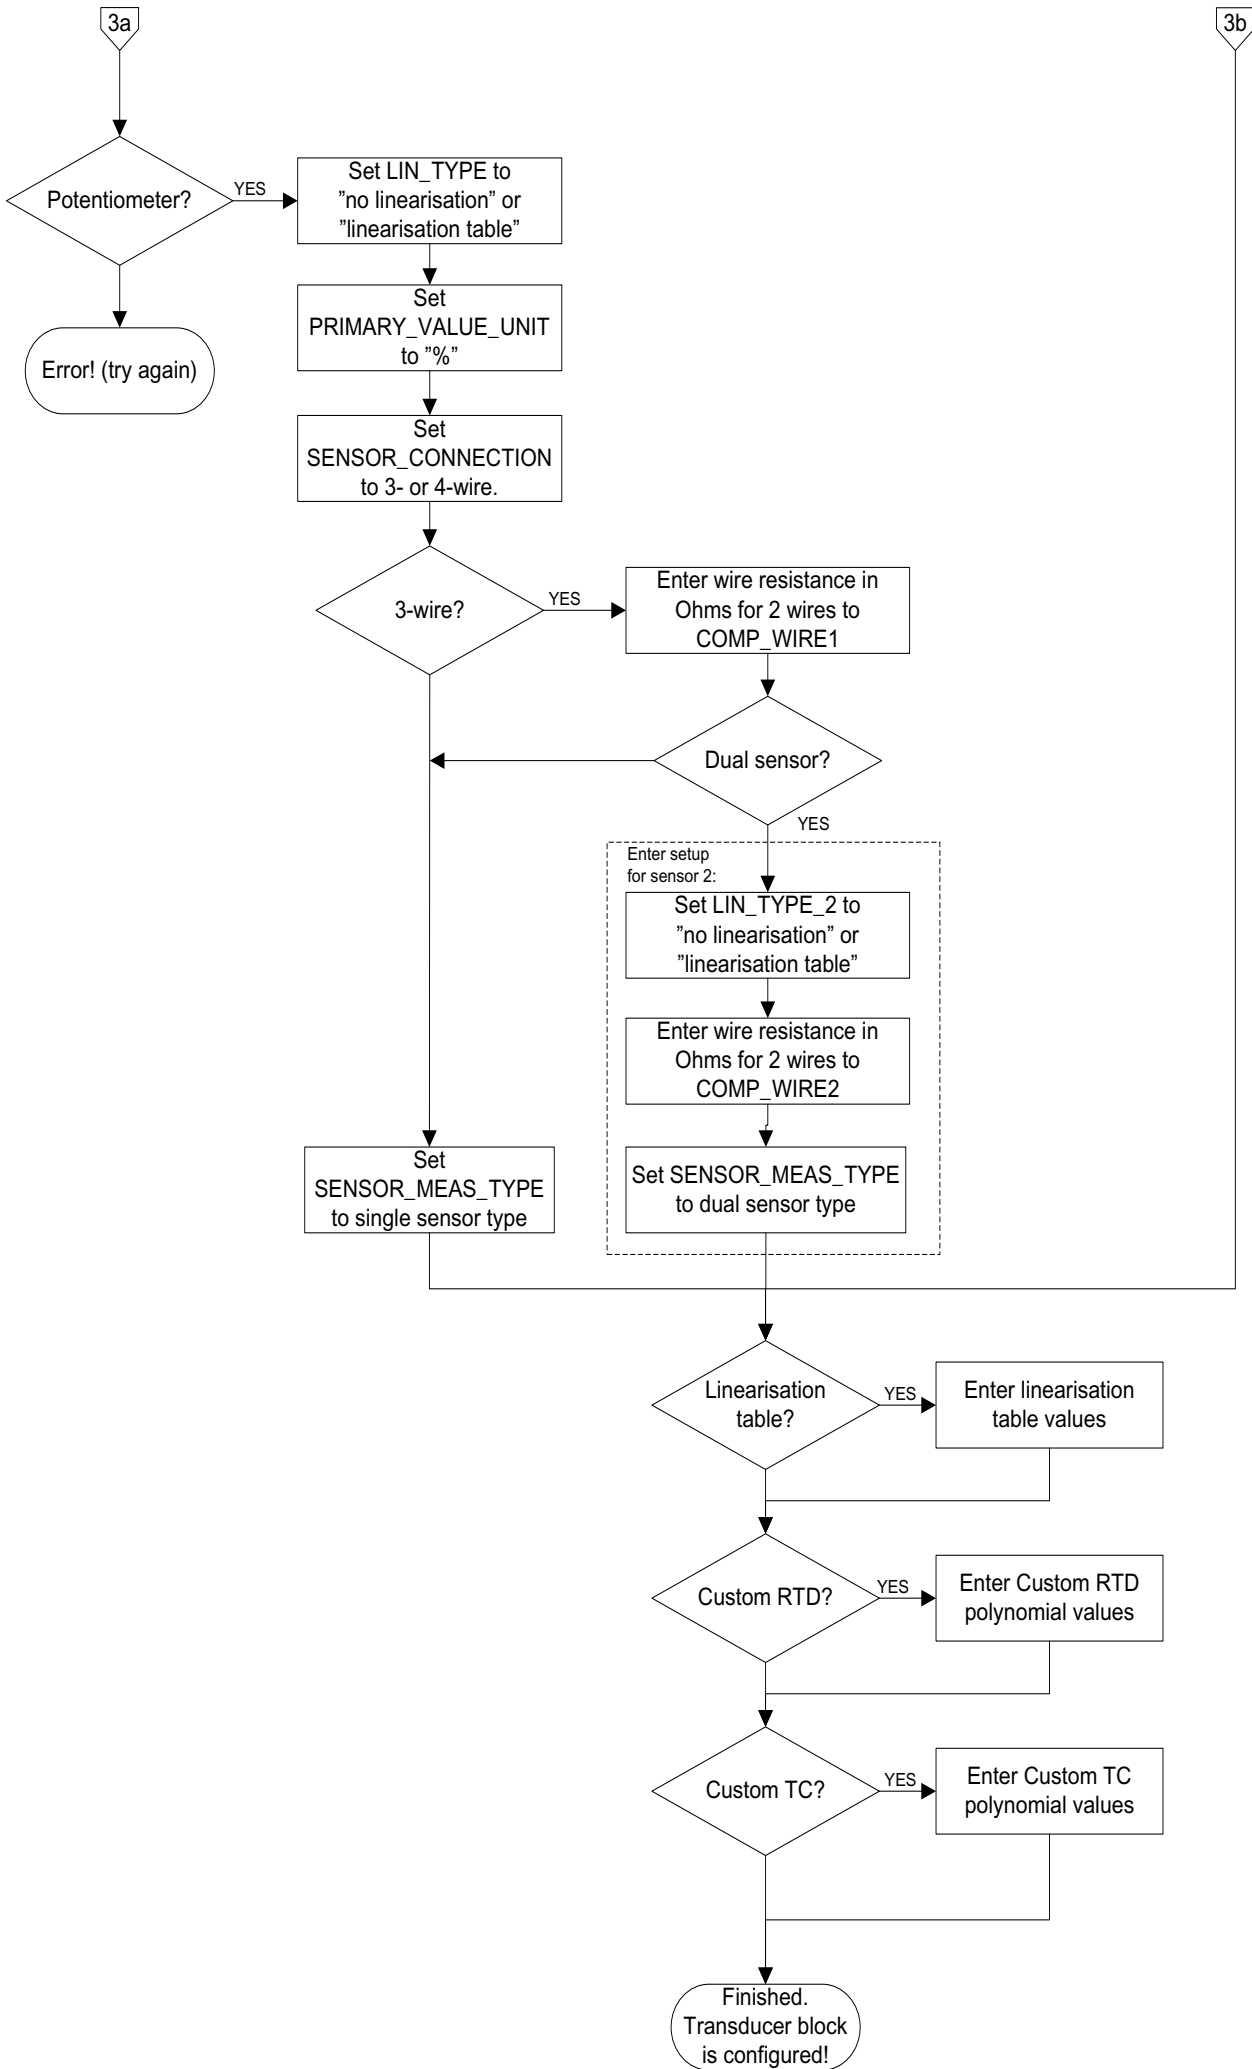 3a
3b
Potentiometer?
YES
Set LIN_TYPE to
”no linearisation” or
”linearisation table”
Set
PRIMARY_VALUE_UNIT
to ”%”
Error! (try again)
Set
SENSOR_CONNECTION
to 3- or 4-wire.
3-wire?
YES
Enter wire resistance in
Ohms for 2 wires to
COMP_WIRE1
Dual sensor?
YES
Enter setup
for sensor 2:
Set LIN_TYPE_2 to
”no linearisation” or
”linearisation table”
Enter wire resistance in
Ohms for 2 wires to
COMP_WIRE2
Set
SENSOR_MEAS_TYPE
to single sensor type
Set SENSOR_MEAS_TYPE
to dual sensor type
Linearisation
table?
YES
Enter linearisation
table values
Custom RTD?
YES
Enter Custom RTD
polynomial values
Custom TC?
YES
Enter Custom TC
polynomial values
Finished.
Transducer block
is configured!